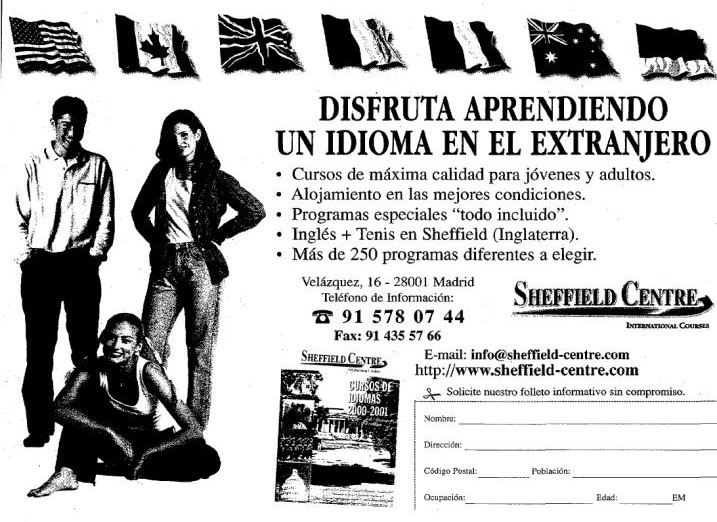 DISFRUTA APRENDIENDO
UN IDIOMA EN EL EXTRANJERO
• Cursos de máxima calidad para jóvenes y adultos.
• Alojamiento en las mejores condiciones.
• Programas especiales “todo incluido”.
• Inglés + Tenis en Sheffield (Inglaterra).
• Más de 250 programas diferentes a elegir.
Velázquez, 16 - 28001 Madrid
Teléfono de Información:
☎ 91 578 07 44
Fax: 91 435 57 66
SHEFFIELD CENTRE
INTERNATIONAL COURSES
E-mail: info@sheffield-centre.com
http://www.sheffield-centre.com
SHEFFIELD CENTRE
CURSOS DE
IDIOMAS
2000-2001
Solicite nuestro folleto informativo sin compromiso.
Nombre:
Dirección:
Código Postal: Población:
Ocupación: Edad: EM